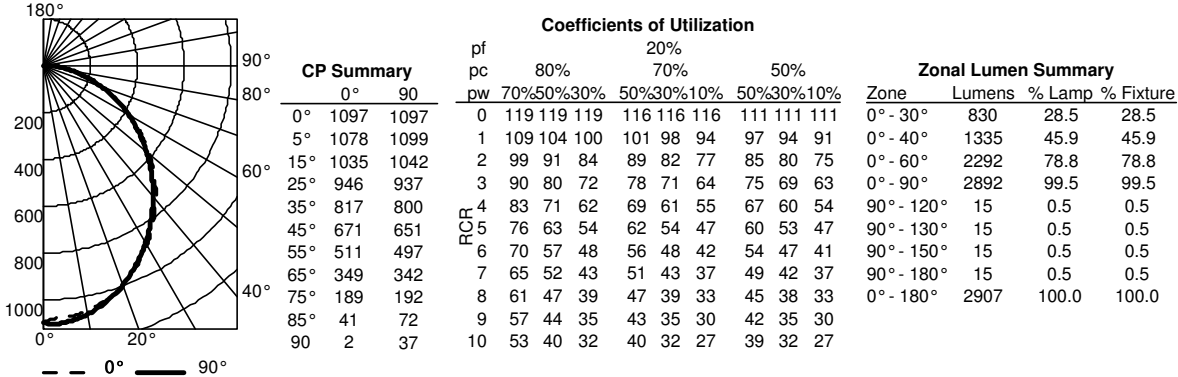 180°
90°
80°
60°
40°
200
400
600
800
1000
0° 20°
0° 90°
CP Summary
0° 90
0° 1097 1097
5° 1078 1099
15° 1035 1042
25° 946 937
35° 817 800
45° 671 651
55° 511 497
65° 349 342
75° 189 192
85° 41 72
90 2 37
Coefficients of Utilization
pf 20%
pc 80% 70% 50%
pw 70%50%30% 50%30%10% 50%30%10%
RCR
0 119 119 119 116 116 116 111 111 111
1 109 104 100 101 98 94 97 94 91
2 99 91 84 89 82 77 85 80 75
3 90 80 72 78 71 64 75 69 63
4 83 71 62 69 61 55 67 60 54
5 76 63 54 62 54 47 60 53 47
6 70 57 48 56 48 42 54 47 41
7 65 52 43 51 43 37 49 42 37
8 61 47 39 47 39 33 45 38 33
9 57 44 35 43 35 30 42 35 30
10 53 40 32 40 32 27 39 32 27
Zonal Lumen Summary
Zone Lumens % Lamp % Fixture
0° - 30° 830 28.5 28.5
0° - 40° 1335 45.9 45.9
0° - 60° 2292 78.8 78.8
0° - 90° 2892 99.5 99.5
90° - 120° 15 0.5 0.5
90° - 130° 15 0.5 0.5
90° - 150° 15 0.5 0.5
90° - 180° 15 0.5 0.5
0° - 180° 2907 100.0 100.0